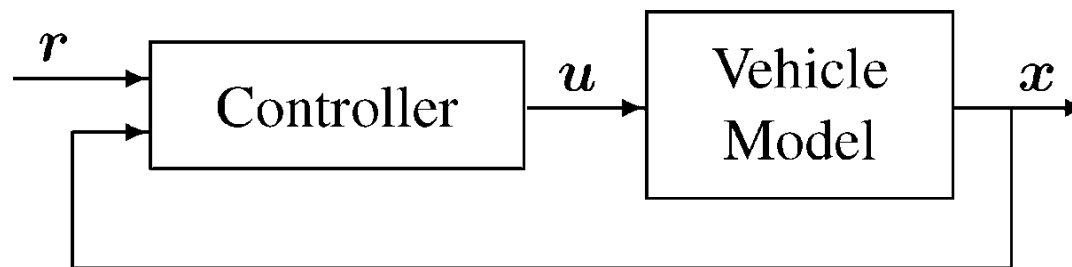 r
Controller
u
Vehicle
Model
x